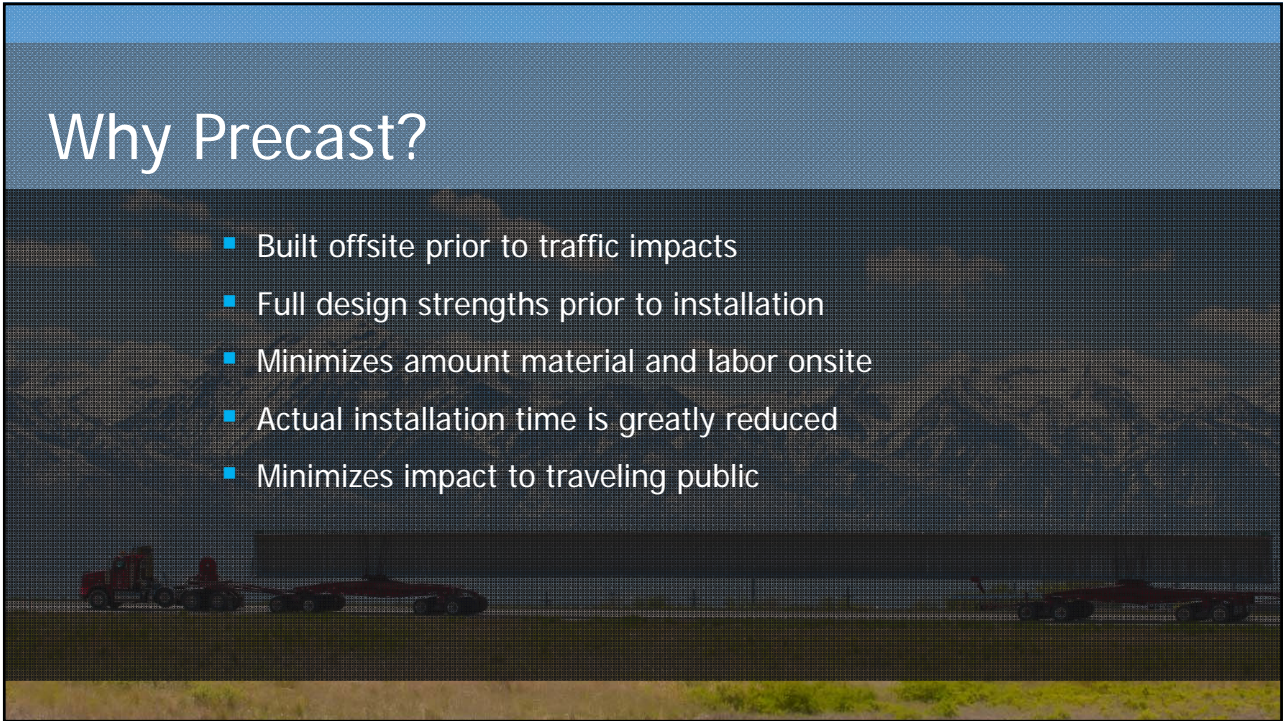 Why Precast?
Built offsite prior to traffic impacts
Full design strengths prior to installation
Minimizes amount material and labor onsite
Actual installation time is greatly reduced
Minimizes impact to traveling public